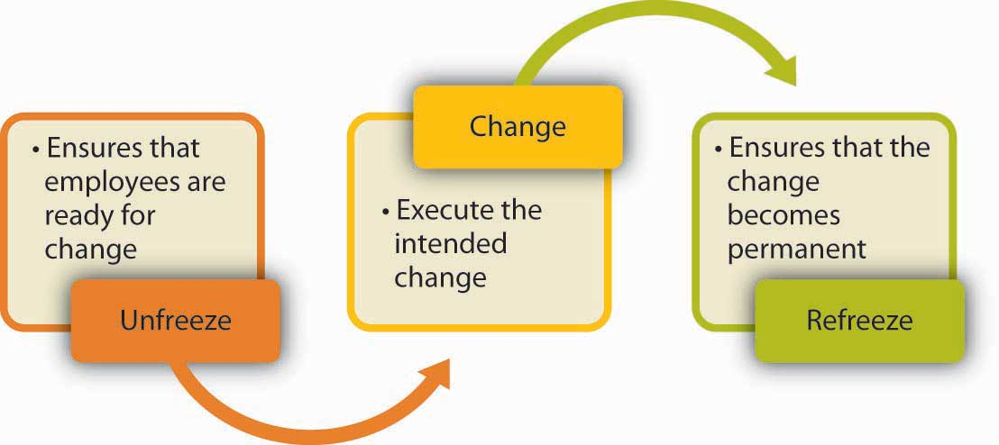 • Ensures that
employees are
ready for
change
Unfreeze
Change
• Execute the
intended
change
• Ensures that the
change
becomes
permanent
Refreeze